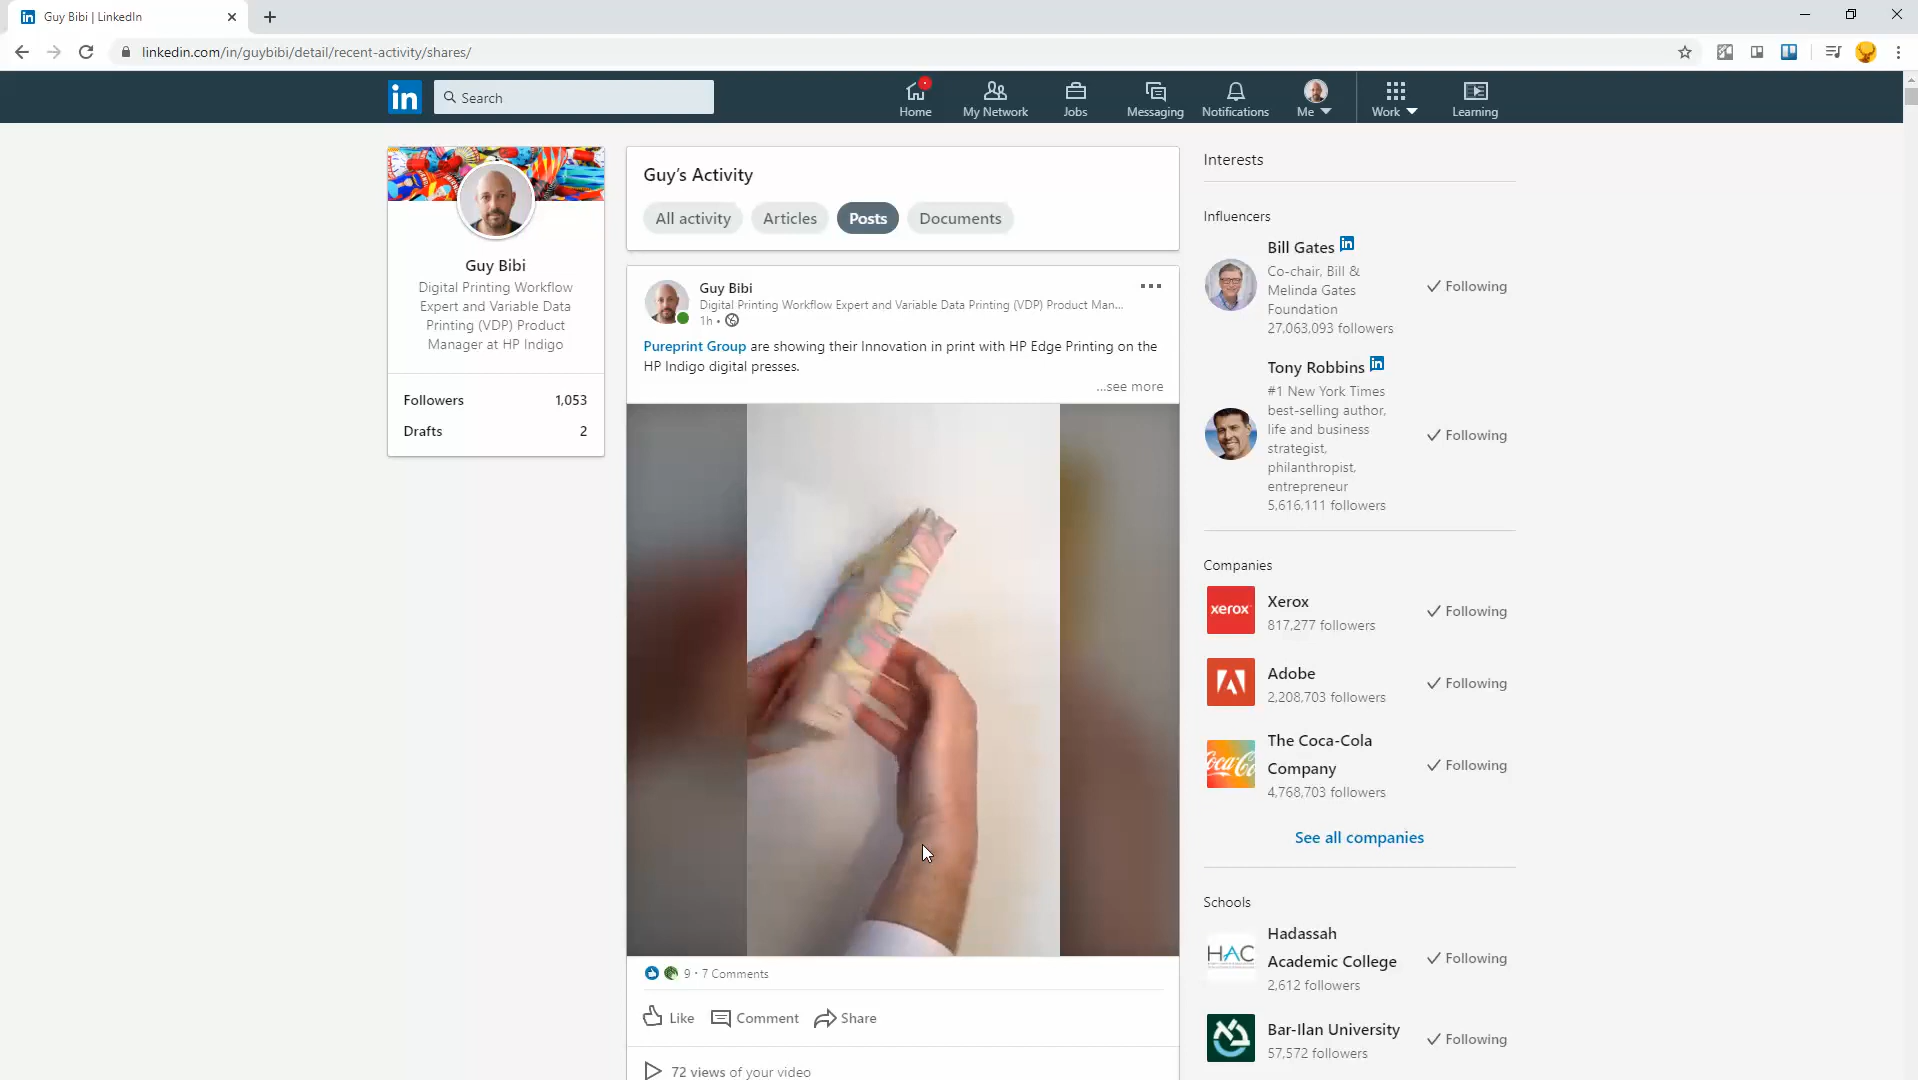 Guy Bibi | LinkedIn
linkedin.com/in/guybibi/detail/recent-activity/shares/
in
Search
Home
My Network
Jobs
Messaging
Notifications
Me
Work
Learning
Guy Bibi
Digital Printing Workflow
Expert and Variable Data
Printing (VDP) Product
Manager at HP Indigo
Followers 1,053
Drafts 2
Guy’s Activity
All activity Articles Posts Documents
Guy Bibi
Digital Printing Workflow Expert and Variable Data Printing (VDP) Product Man...
1h •
Pureprint Group are showing their Innovation in print with HP Edge Printing on the
HP Indigo digital presses.
...see more
9 • 7 Comments
Like Comment Share
72 views of your video
Interests
Influencers
Bill Gates in
Co-chair, Bill &
Melinda Gates
Foundation
27,063,093 followers
Following
Tony Robbins in
#1 New York Times
best-selling author,
life and business
strategist,
philanthropist,
entrepreneur
5,616,111 followers
Following
Companies
xerox
Xerox
817,277 followers
Following
Adobe
2,208,703 followers
Following
Coca-Co
The Coca-Cola
Company
4,768,703 followers
Following
See all companies
Schools
HAC
Hadassah
Academic College
2,612 followers
Following
Bar-Ilan University
57,572 followers
Following